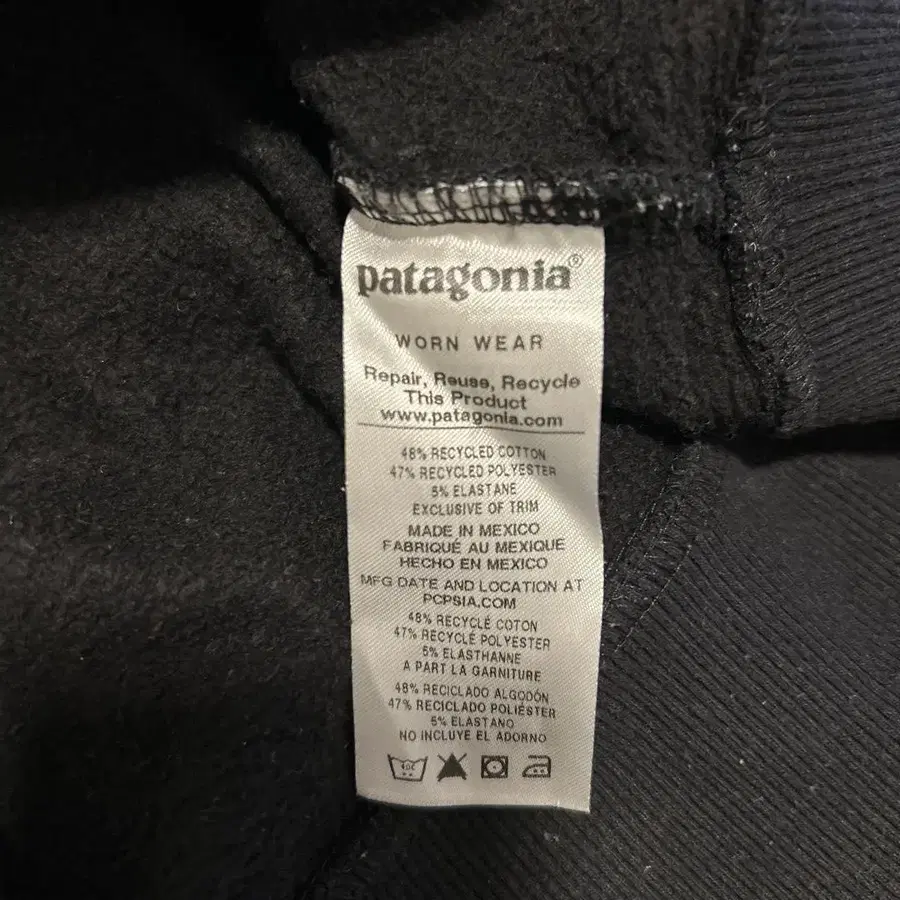 patagonia®
WORN WEAR
Repair, Reuse, Recycle
This Product
www.patagonia.com
48% RECYCLED COTTON
47% RECYCLED POLYESTER
5% ELASTANE
EXCLUSIVE OF TRIM
MADE IN MEXICO
FABRIQUÉ AU MEXIQUE
HECHO EN MEXICO
MFG DATE AND LOCATION AT
PCPSIA.COM
48% RECYCLÉ COTON
47% RECYCLÉ POLYESTER
5% ELASTHANNE
A PART LA GARNITURE
48% RECICLADO ALGODÓN
47% RECICLADO POLIÉSTER
5% ELASTANO
NO INCLUYE EL ADORNO